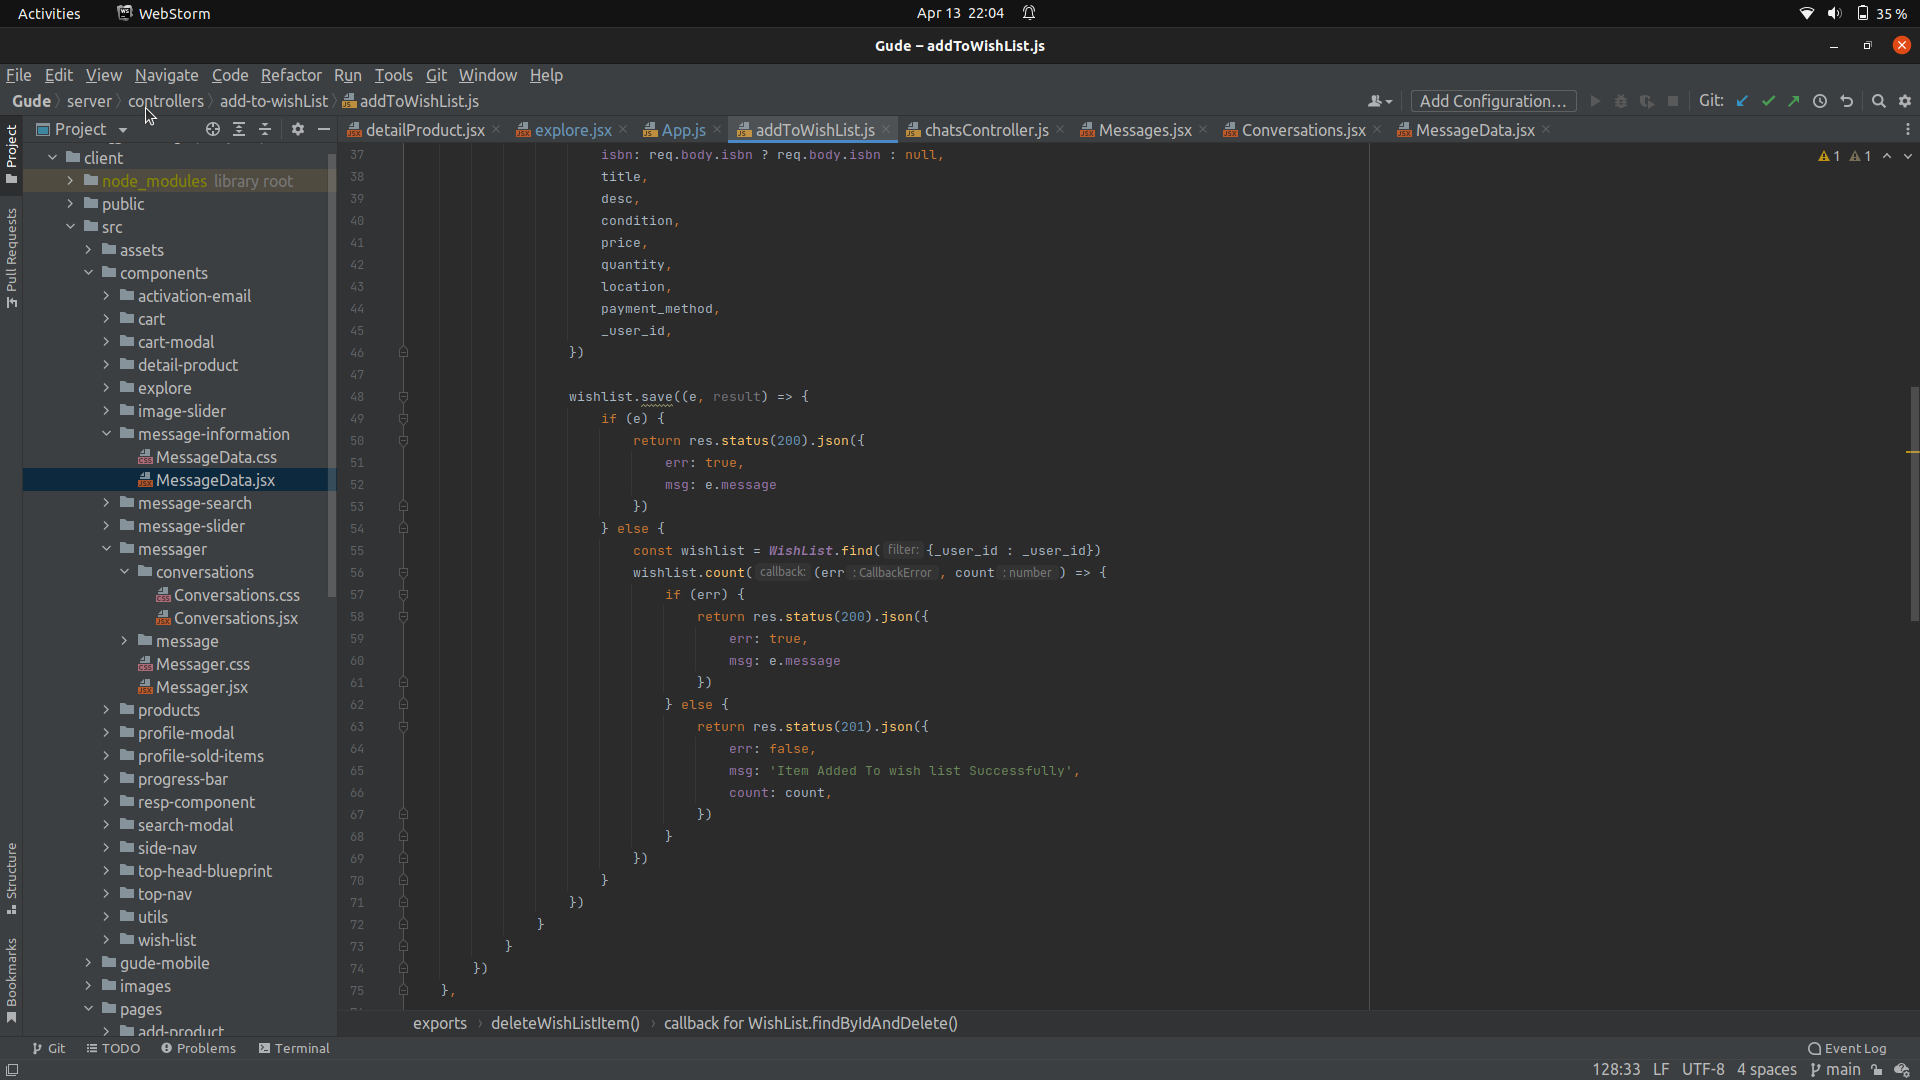 Activities WebStorm Apr 13 22:04 35 %
Gude – addToWishList.js
File Edit View Navigate Code Refactor Run Tools Git Window Help
Gude server controllers add-to-wishList addToWishList.js Add Configuration... Git:
Project
detailProduct.jsx explore.jsx App.js addToWishList.js chatsController.js Messages.jsx Conversations.jsx MessageData.jsx
Project
Pull Requests
Structure
Bookmarks
client
node_modules library root
public
src
assets
components
activation-email
cart
cart-modal
detail-product
explore
image-slider
message-information
MessageData.css
MessageData.jsx
message-search
message-slider
messager
conversations
Conversations.css
Conversations.jsx
message
Messager.css
Messager.jsx
products
profile-modal
profile-sold-items
progress-bar
resp-component
search-modal
side-nav
top-head-blueprint
top-nav
utils
wish-list
gude-mobile
images
pages
add-product
1 1
37 isbn: req.body.isbn ? req.body.isbn : null,
38 title,
39 desc,
40 condition,
41 price,
42 quantity,
43 location,
44 payment_method,
45 _user_id,
46 })
47
48 wishlist.save((e, result) => {
49 if (e) {
50 return res.status(200).json({
51 err: true,
52 msg: e.message
53 })
54 } else {
55 const wishlist = WishList.find( filter: {_user_id : _user_id})
56 wishlist.count( callback: (err : CallbackError , count : number ) => {
57 if (err) {
58 return res.status(200).json({
59 err: true,
60 msg: e.message
61 })
62 } else {
63 return res.status(201).json({
64 err: false,
65 msg: 'Item Added To wish list Successfully',
66 count: count,
67 })
68 }
69 })
70 }
71 })
72 }
73 }
74 })
75 },
exports deleteWishListItem() callback for WishList.findByIdAndDelete()
Git TODO Problems Terminal Event Log
128:33 LF UTF-8 4 spaces main